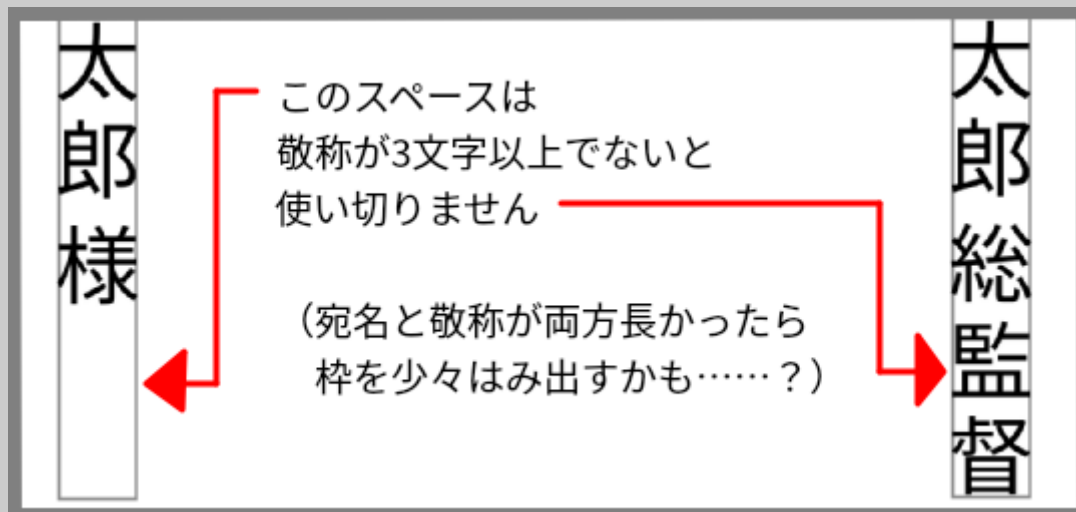 太郎様
このスペースは
敬称が3文字以上でないと
使い切りません
（宛名と敬称が両方長かったら
枠を少々はみ出すかも……？）
太郎総監督